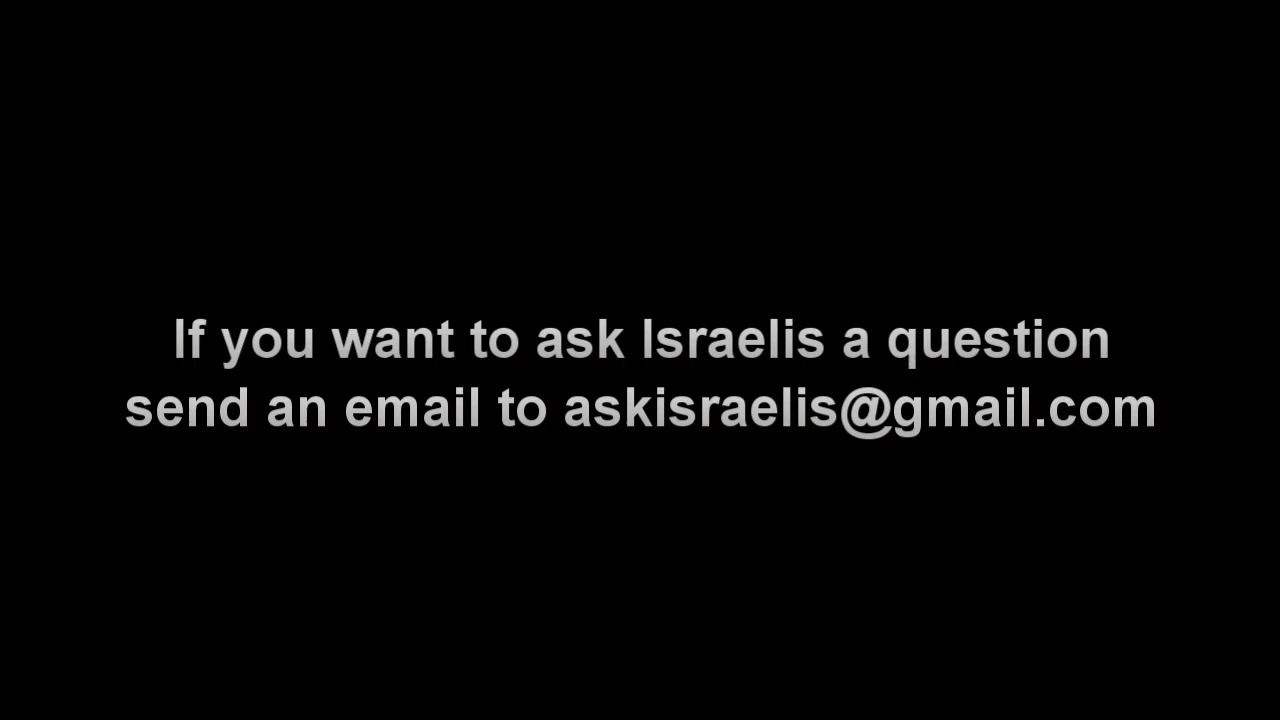 If you want to ask Israelis a question
send an email to askisraelis@gmail.com